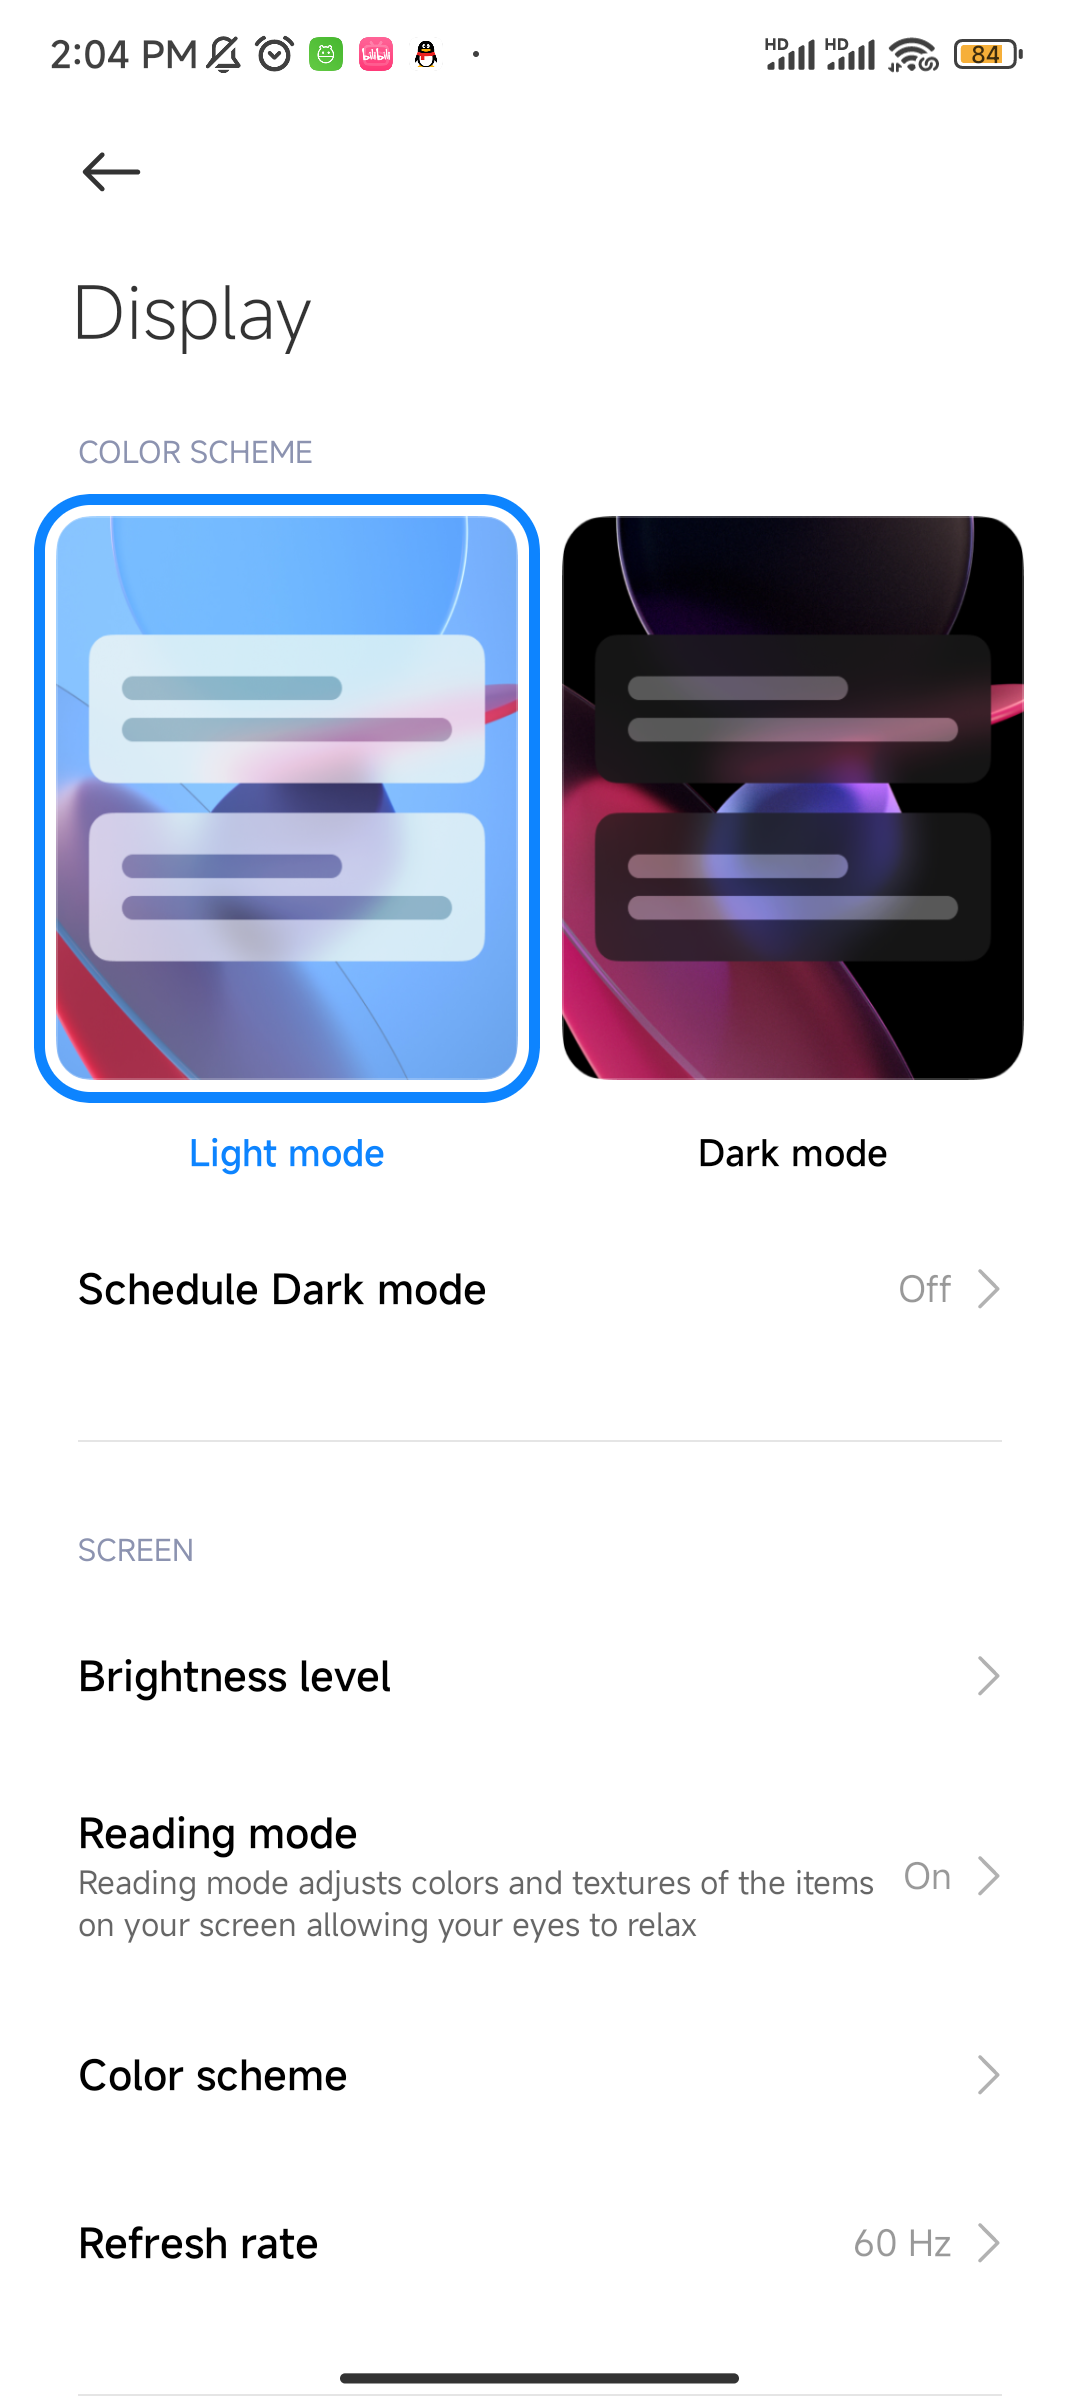 2:04 PM
bilibili
HD HD
84
Display
COLOR SCHEME
Light mode
Dark mode
Schedule Dark mode
Off
SCREEN
Brightness level
Reading mode
Reading mode adjusts colors and textures of the items
on your screen allowing your eyes to relax
On
Color scheme
Refresh rate
60 Hz